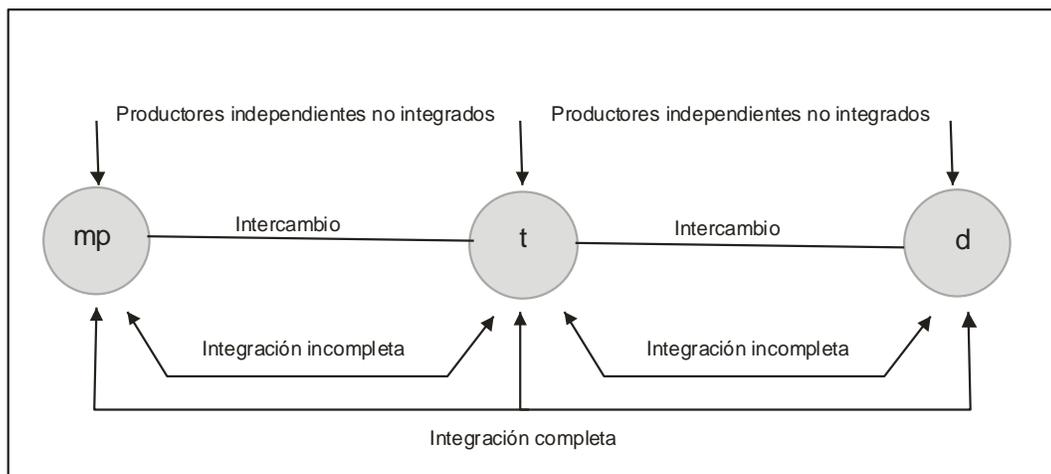 Productores independientes no integrados
Productores independientes no integrados
mp
Intercambio
t
Intercambio
d
Integración incompleta
Integración incompleta
Integración completa